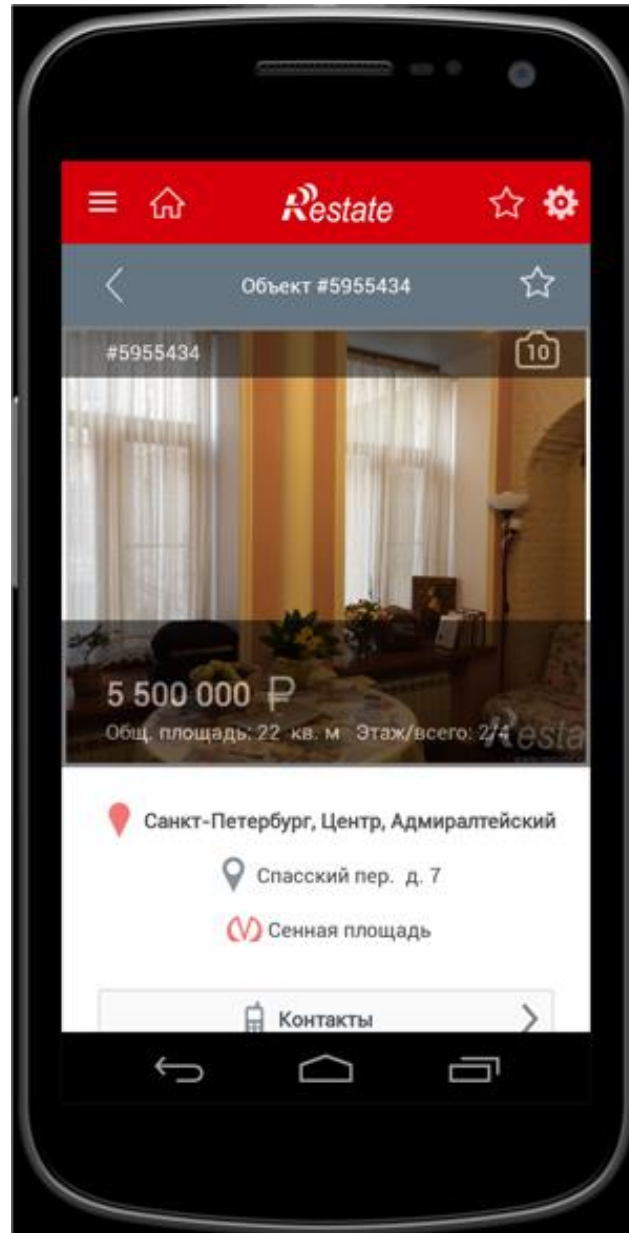 Restate
Объект #5955434
#5955434
10
5 500 000 ₽
Общ. площадь: 22 кв. м Этаж/всего: 2/4
Resta
Санкт-Петербург, Центр, Адмиралтейский
Спасский пер. д. 7
Сенная площадь
Контакты